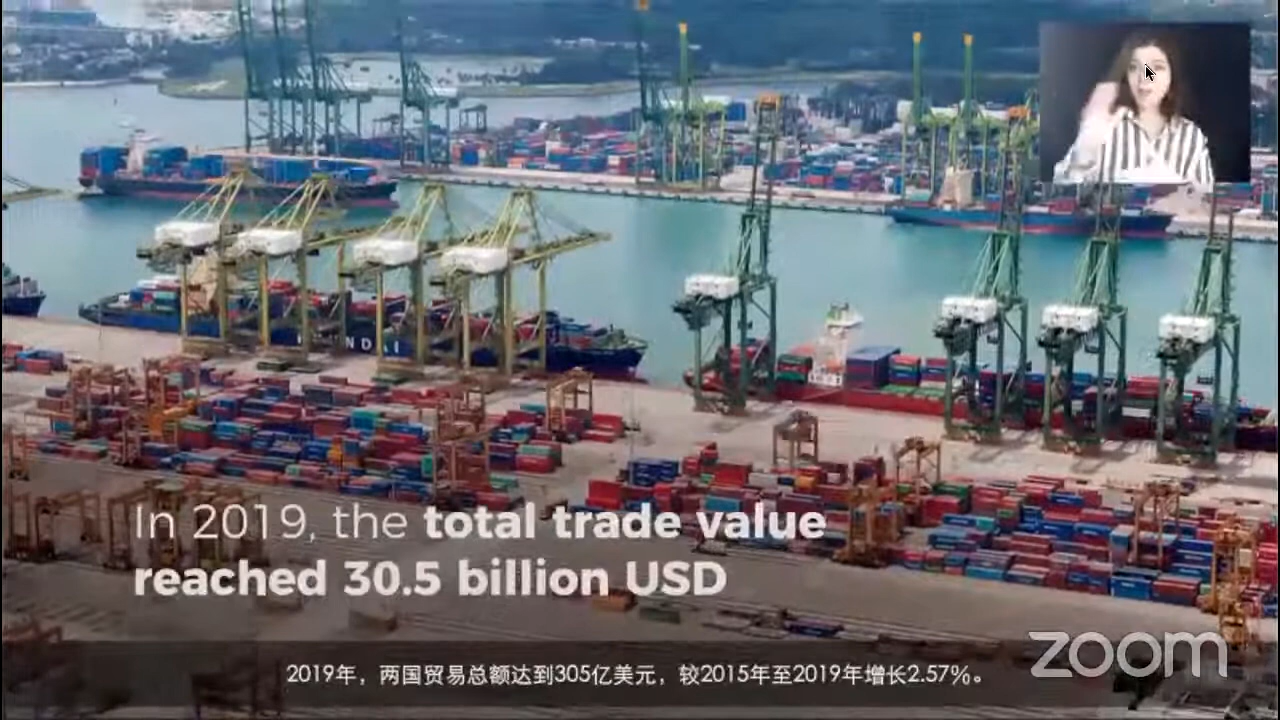 In 2019, the total trade value
reached 30.5 billion USD
2019年，两国贸易总额达到305亿美元，较2015年至2019年增长2.57%。
zoom